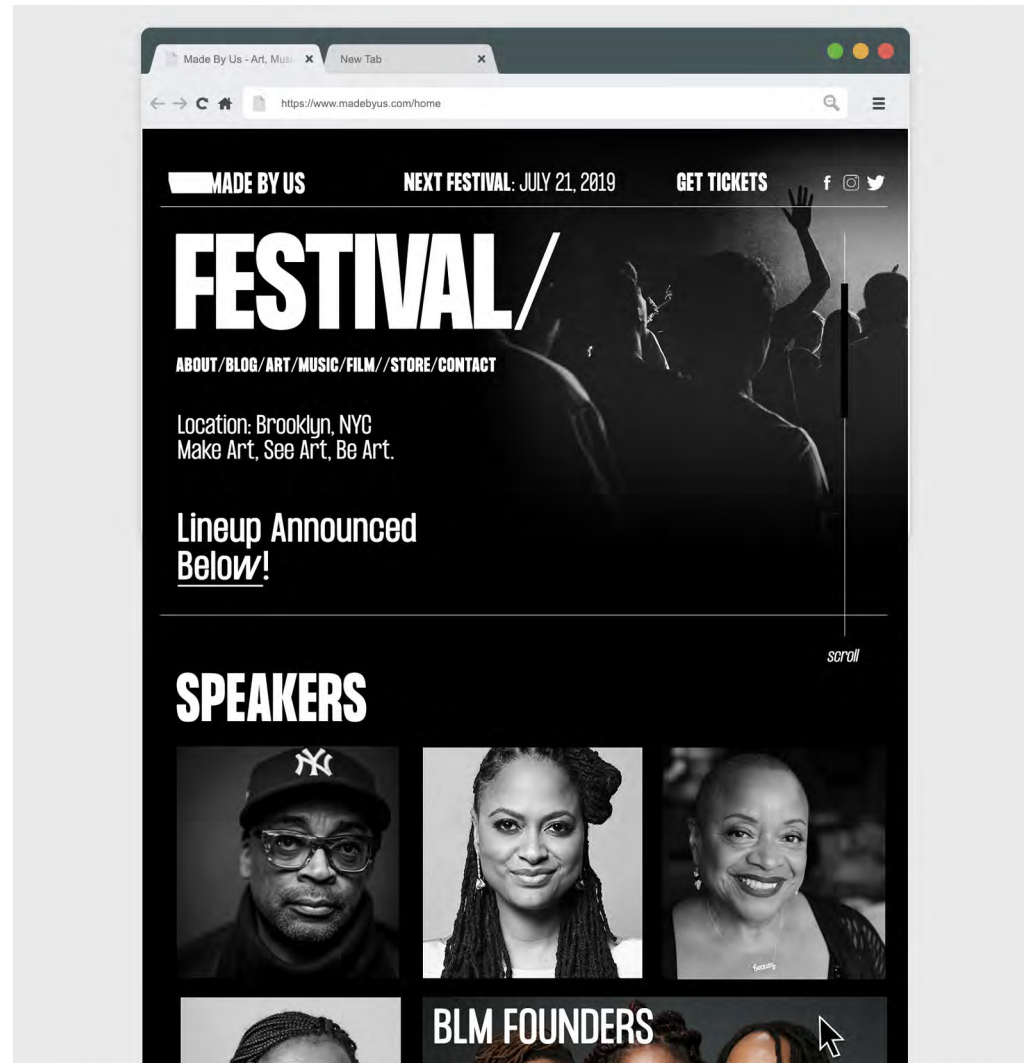 Made By Us - Art, Mus
New Tab
https://www.madebyus.com/home
MADE BY US
NEXT FESTIVAL: JULY 21, 2019
GET TICKETS
FESTIVAL/
ABOUT/BLOG/ART/MUSIC/FILM//STORE/CONTACT
Location: Brooklyn, NYC
Make Art, See Art, Be Art.
Lineup Announced
Below!
scroll
SPEAKERS
NY
BLM FOUNDERS